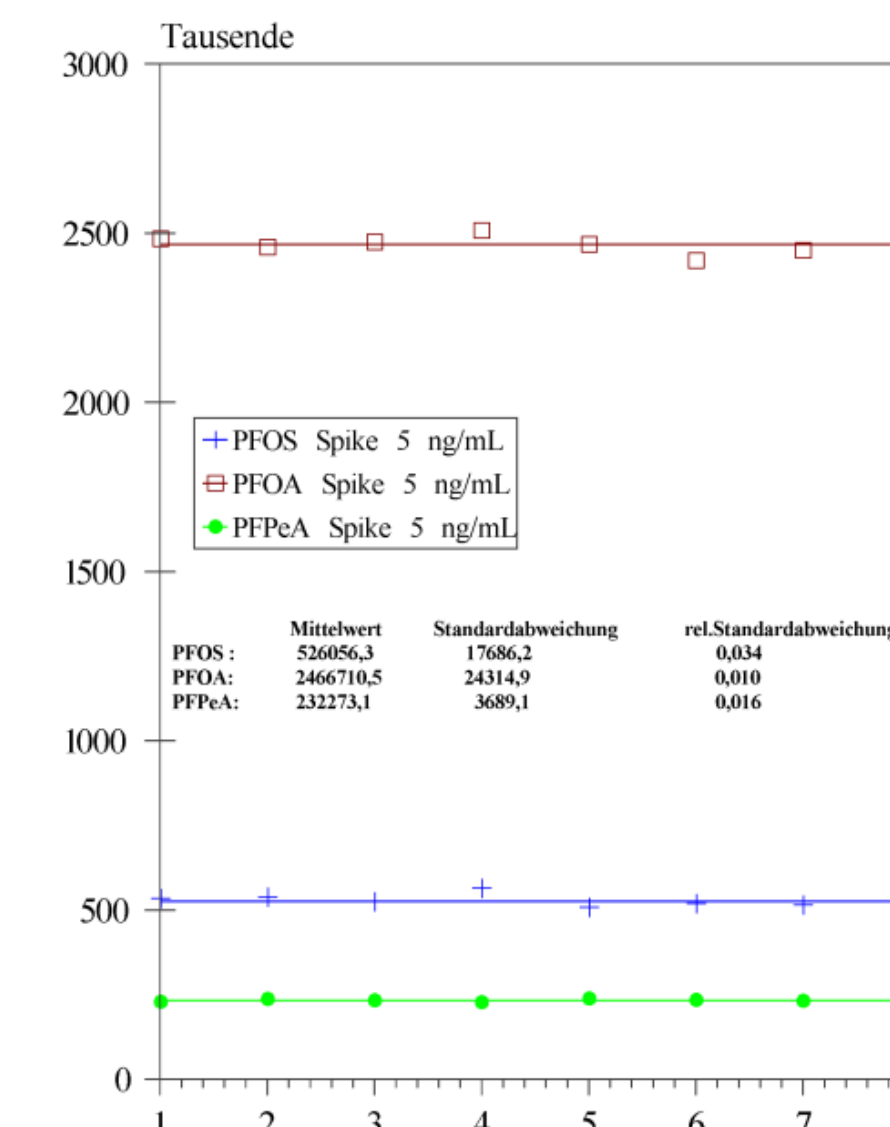 Tausende
3000
2500
2000
PFOS Spike 5 ng/mL
PFOA Spike 5 ng/mL
PFPeA Spike 5 ng/mL
1500
Mittelwert Standardabweichung rel.Standardabweichung
PFOS : 526056,3 17686,2 0,034
PFOA: 2466710,5 24314,9 0,010
PFPeA: 232273,1 3689,1 0,016
1000
500
0
1 2 3 4 5 6 7